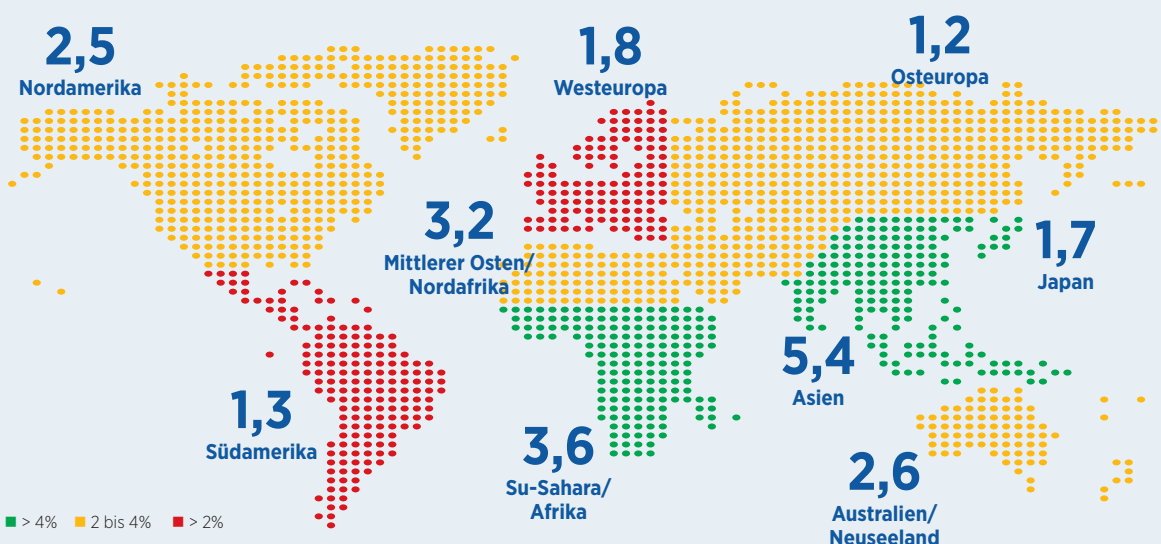 2,5
Nordamerika
1,8
Westeuropa
1,2
Osteuropa
3,2
Mittlerer Osten/
Nordafrika
1,7
Japan
5,4
Asien
1,3
Südamerika
3,6
Su-Sahara/
Afrika
2,6
Australien/
Neuseeland
> 4% 2 bis 4% > 2%